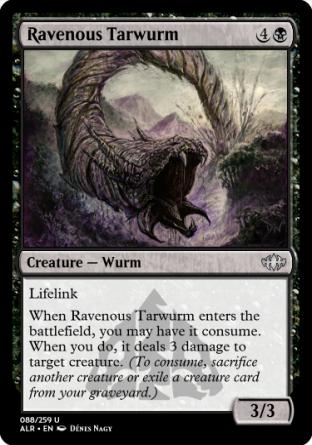 Ravenous Tarwurm 4
Creature — Wurm
Lifelink
When Ravenous Tarwurm enters the
battlefield, you may have it consume.
When you do, it deals 3 damage to
target creature. (To consume, sacrifice
another creature or exile a creature card
from your graveyard.)
3/3
088/259 U
ALR • EN Dénes Nagy